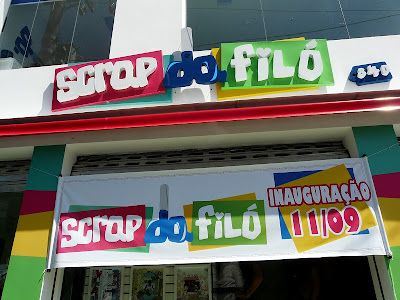 scrap do filó
840
scrap do filó
INAUGURAÇÃO
11/09